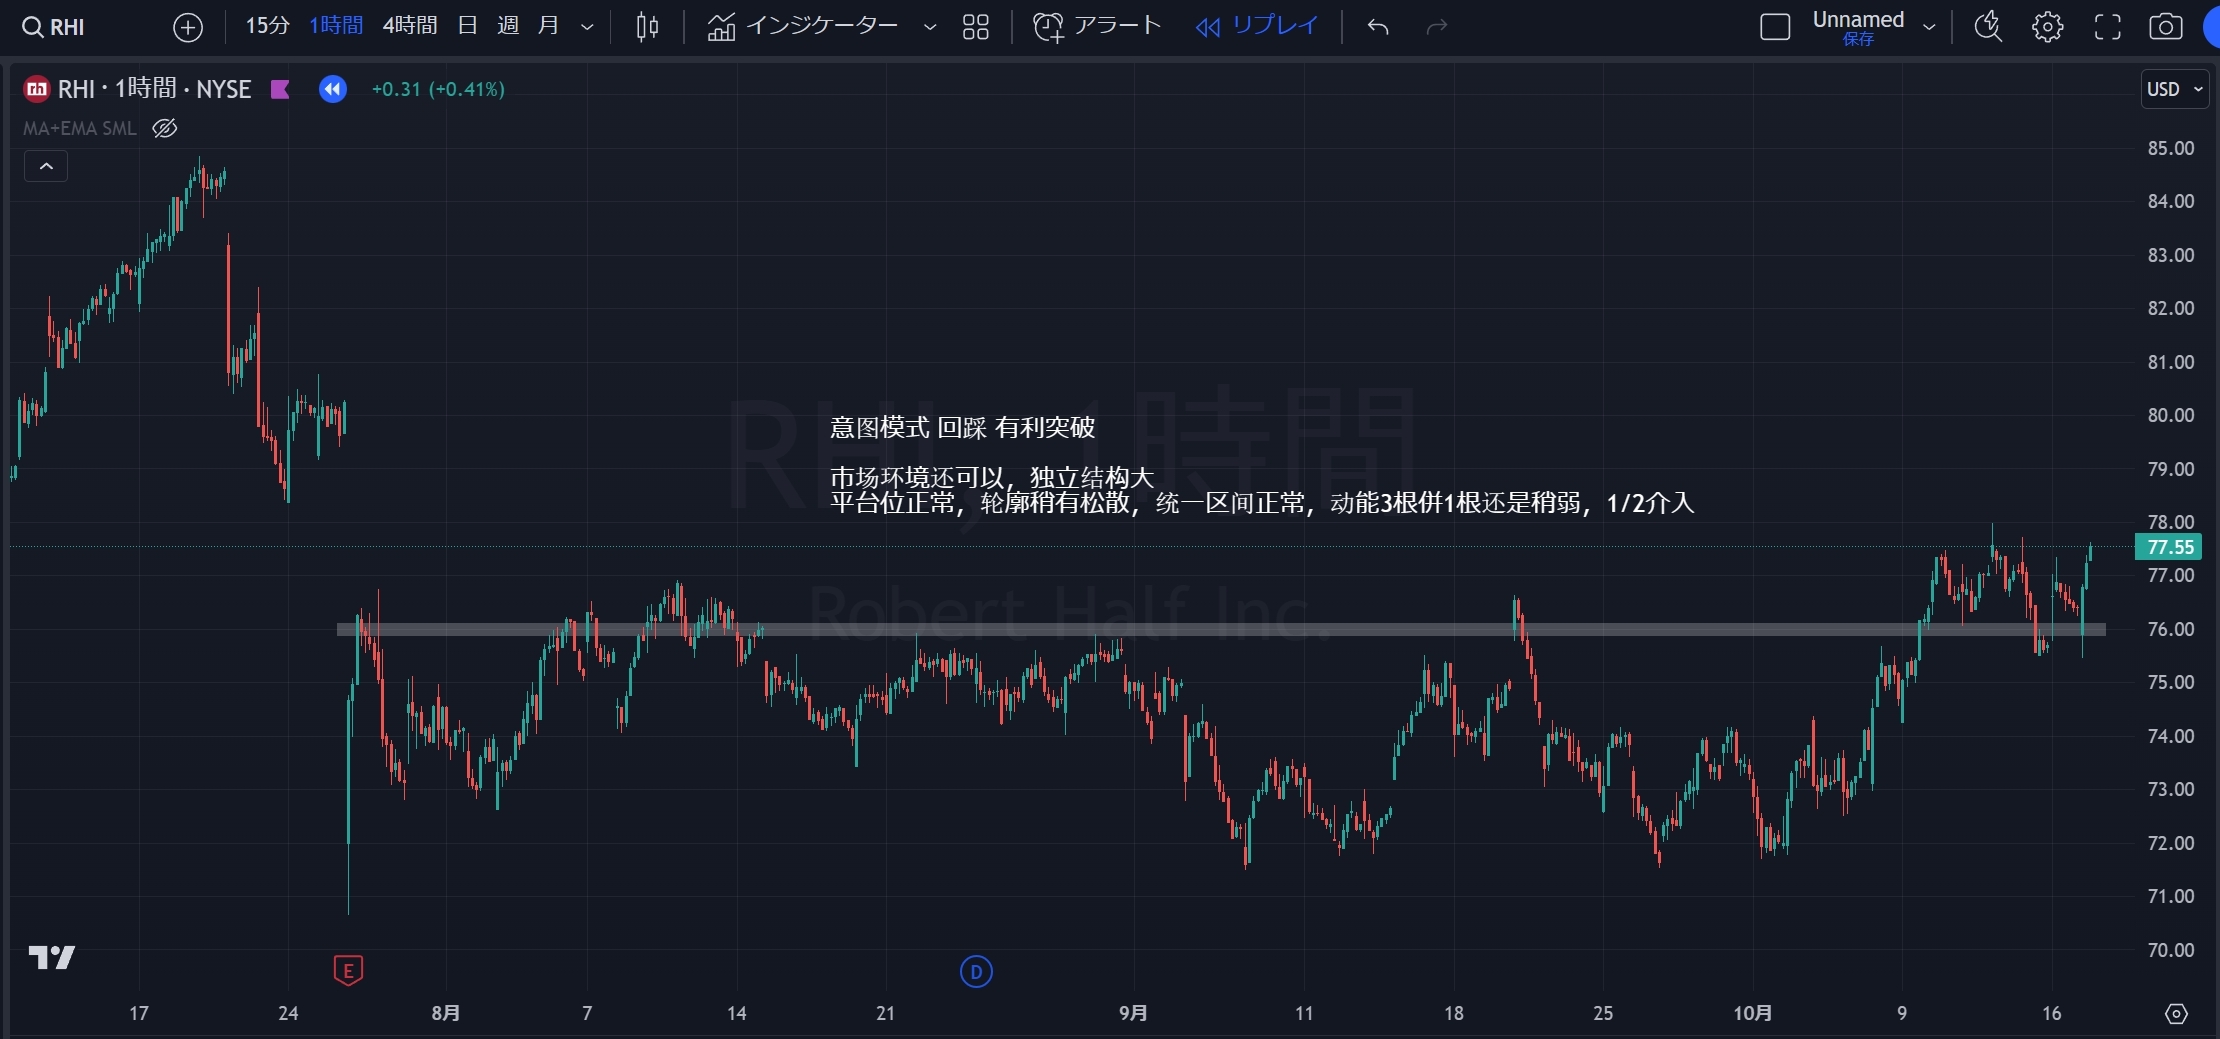 RHI 15分 1時間 4時間 日 週 月 インジケーター アラート リプレイ Unnamed 保存
RHI · 1時間 · NYSE +0.31 (+0.41%) USD
MA+EMA SML
RHI, 1時間
Robert Half Inc.
意图模式 回踩 有利突破
市场环境还可以，独立结构大
平台位正常，轮廓稍有松散，统一区间正常，动能3根併1根还是稍弱，1/2介入
85.00
84.00
83.00
82.00
81.00
80.00
79.00
78.00
77.55
77.00
76.00
75.00
74.00
73.00
72.00
71.00
70.00
E D
17 24 8月 7 14 21 9月 11 18 25 10月 9 16